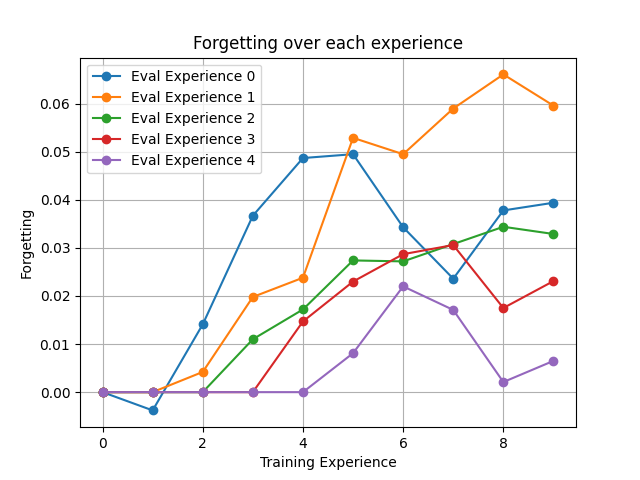 Forgetting over each experience
Eval Experience 0
Eval Experience 1
Eval Experience 2
Eval Experience 3
Eval Experience 4
0.06
0.05
0.04
0.03
0.02
0.01
0.00
Forgetting
0 2 4 6 8
Training Experience